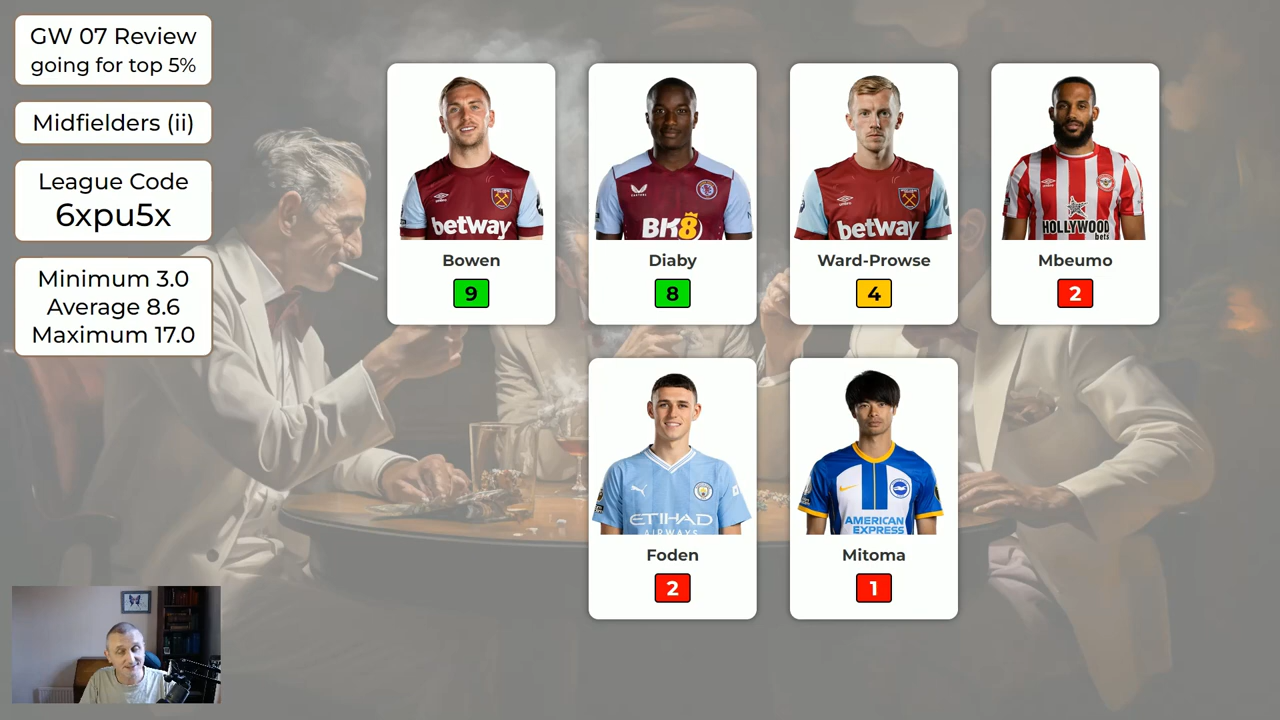 GW 07 Review
going for top 5%
Midfielders (ii)
League Code
6xpu5x
Minimum 3.0
Average 8.6
Maximum 17.0
betway
BK8
betway
HOLLYWOOD
bets
Bowen
Diaby
Ward-Prowse
Mbeumo
9
8
4
2
ETIHAD
AIRWAYS
AMERICAN
EXPRESS
Foden
Mitoma
2
1